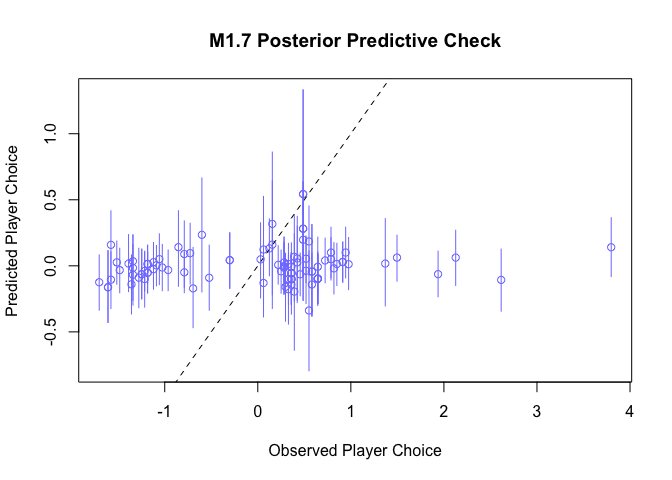 M1.7 Posterior Predictive Check
Predicted Player Choice
1.0
0.5
0.0
-0.5
-1 0 1 2 3 4
Observed Player Choice